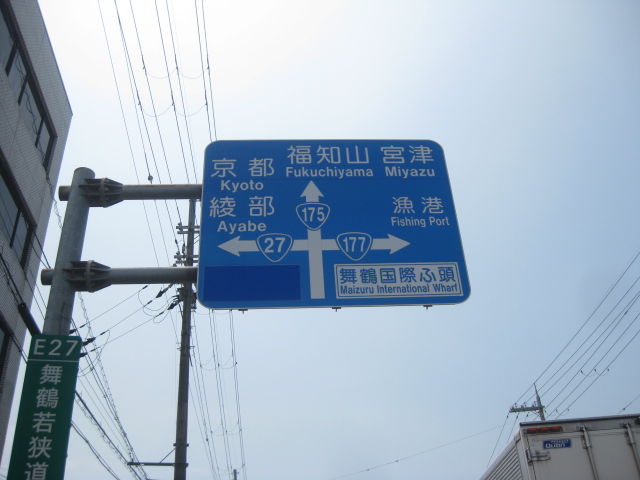 福知山 宮津
Fukuchiyama Miyazu
京都
Kyoto
綾部
Ayabe
175
漁港
Fishing Port
27
177
舞鶴国際ふ頭
Maizuru International Wharf
E27
舞鶴若狭道